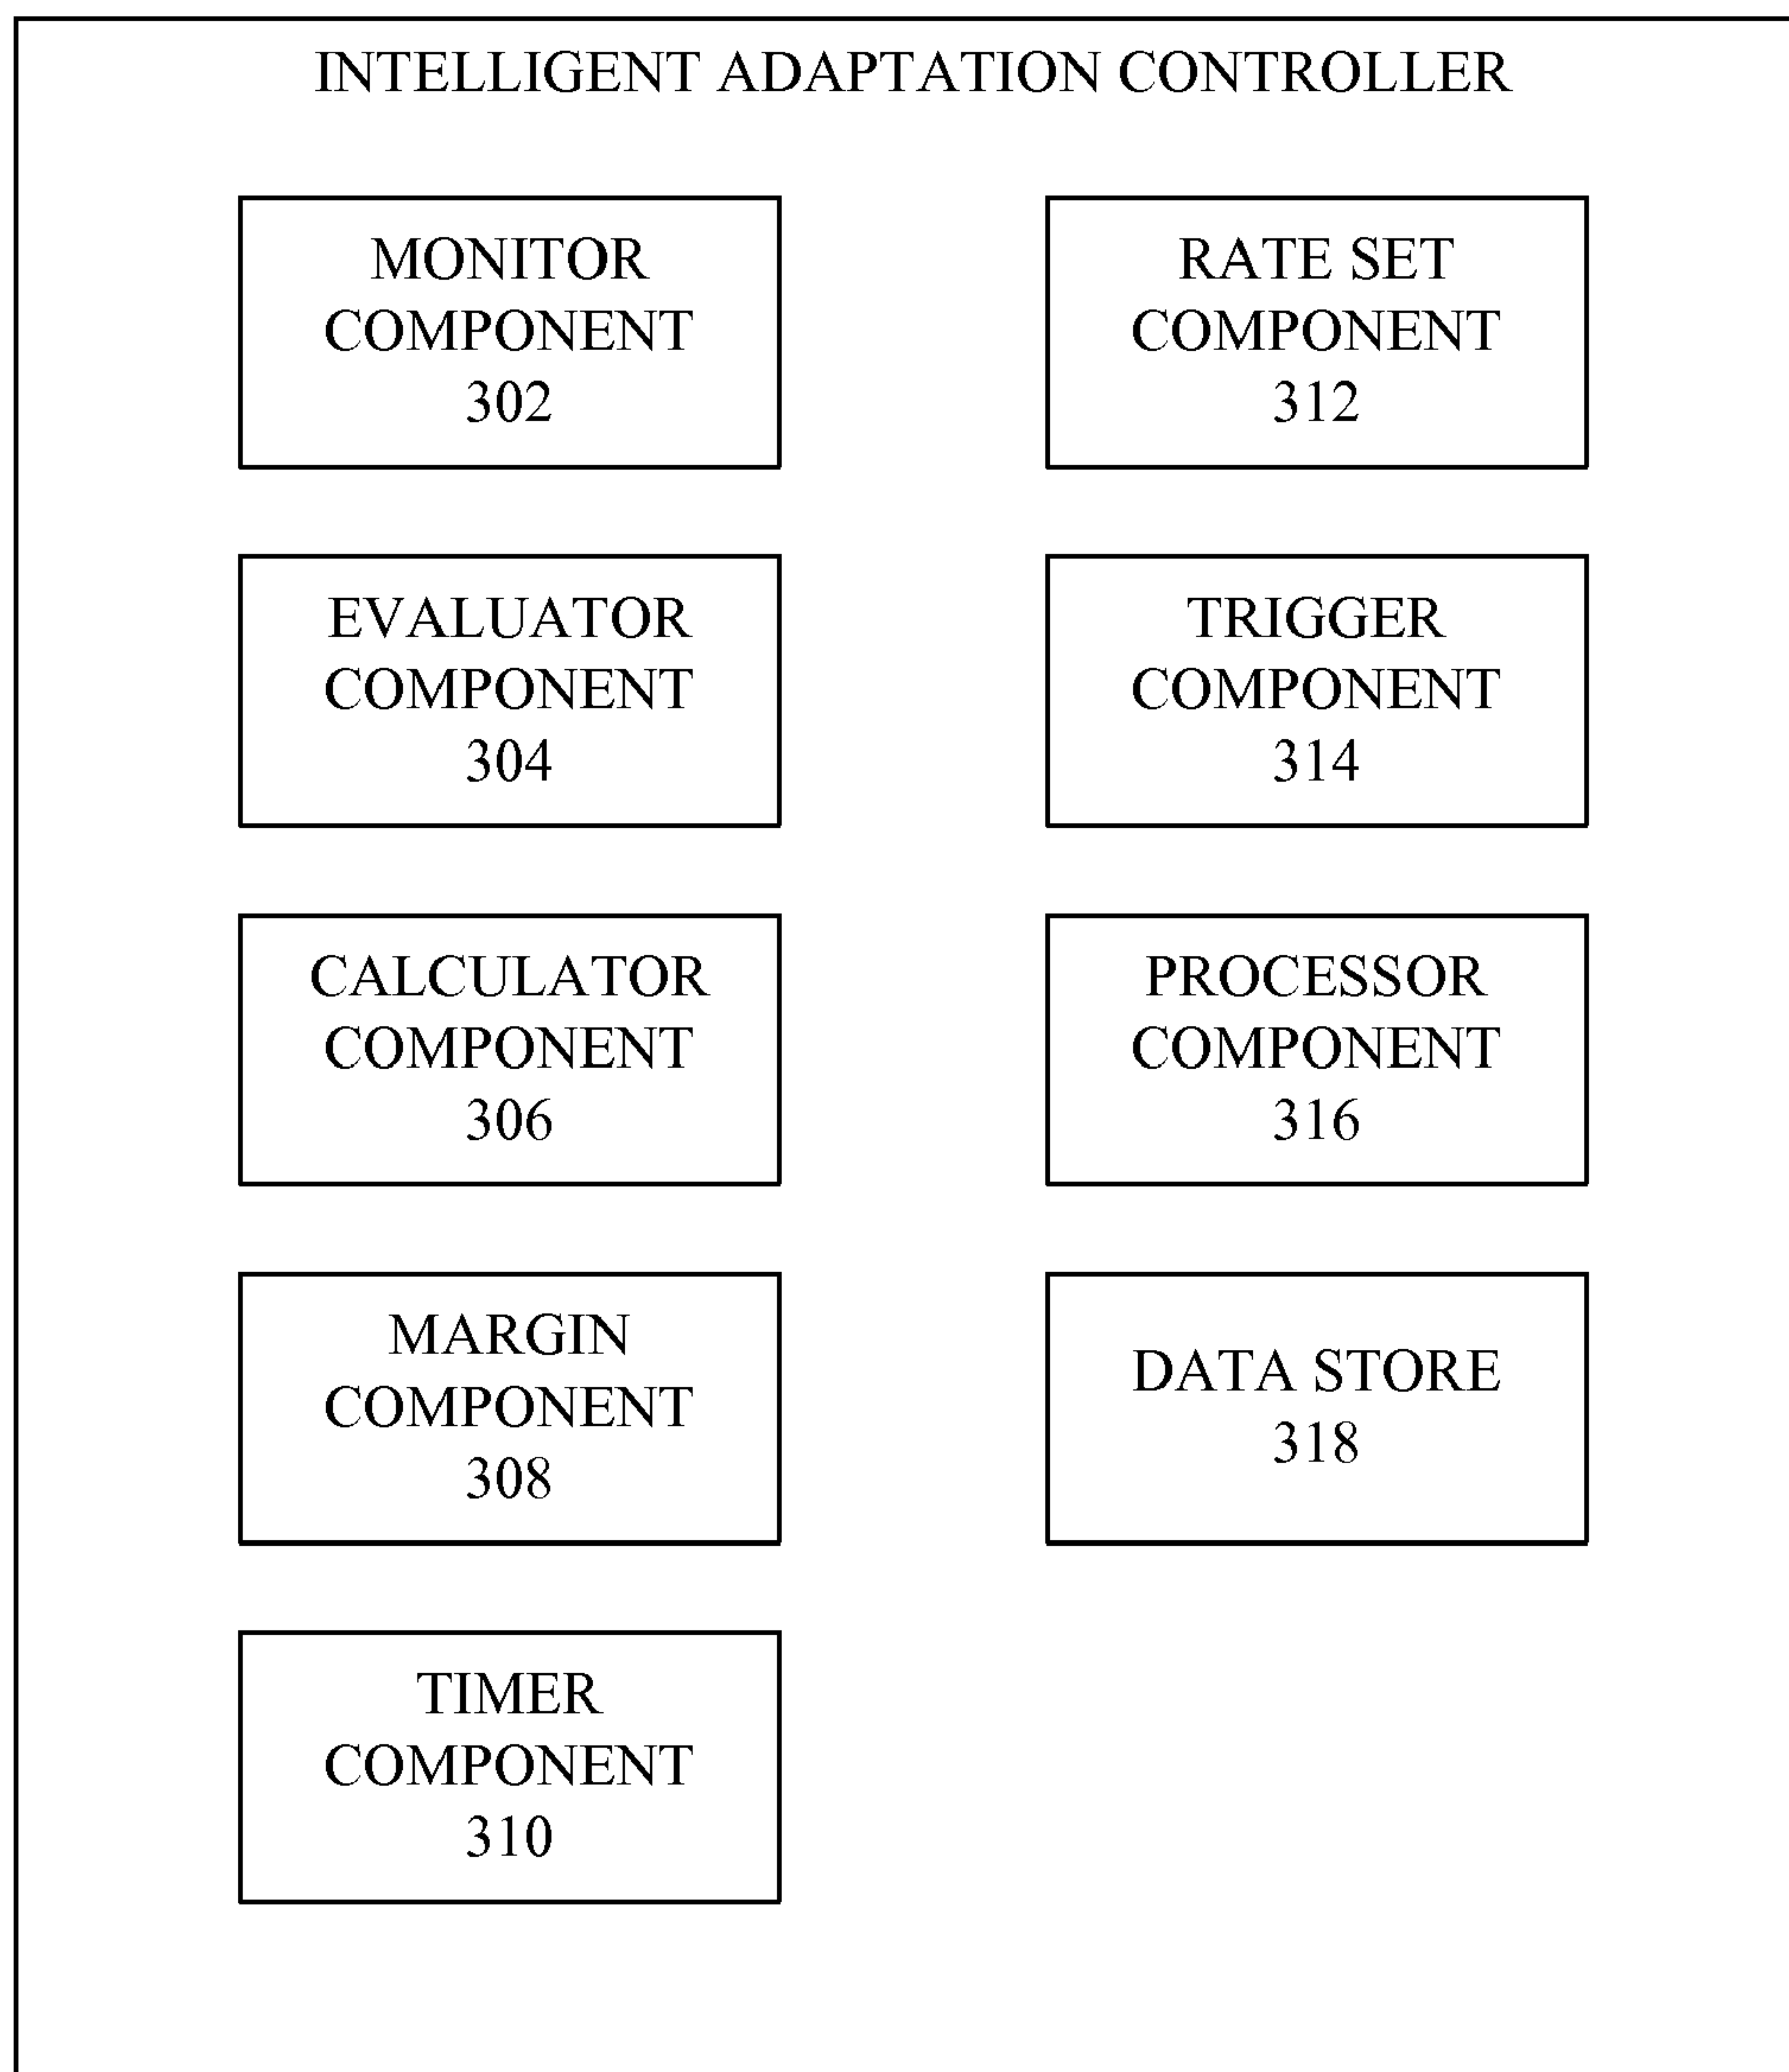 INTELLIGENT ADAPTATION CONTROLLER
MONITOR
COMPONENT
302
EVALUATOR
COMPONENT
304
CALCULATOR
COMPONENT
306
MARGIN
COMPONENT
308
TIMER
COMPONENT
310
RATE SET
COMPONENT
312
TRIGGER
COMPONENT
314
PROCESSOR
COMPONENT
316
DATA STORE
318